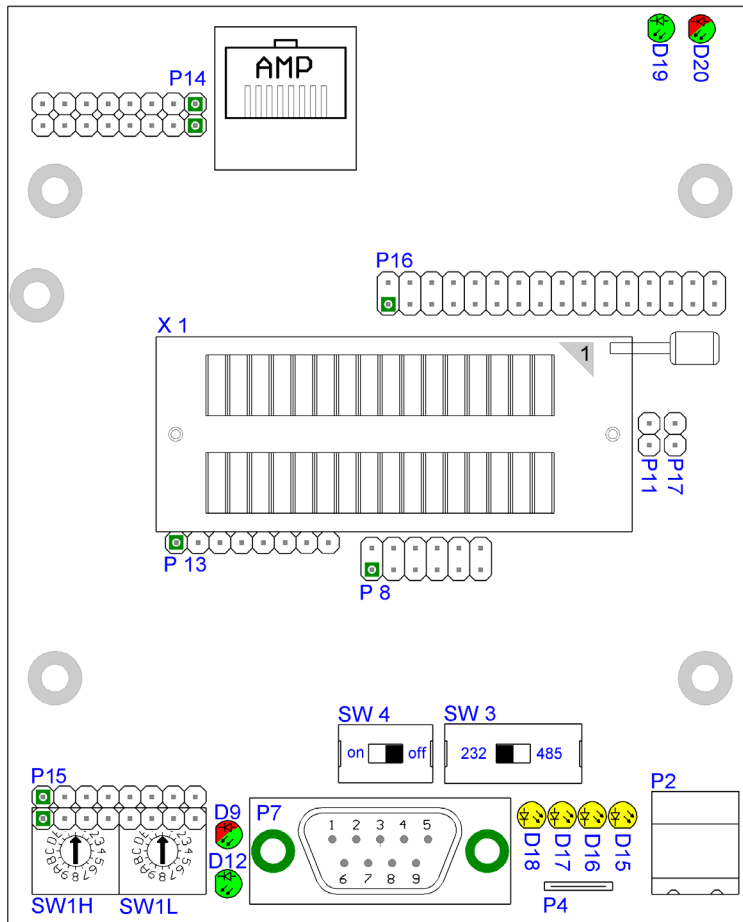 D19
D20
P14
AMP
P16
X 1
1
P11
P17
P 13
P 8
SW 4
SW 3
on
off
232
485
P15
D9
P7
P2
1 2 3 4 5
6 7 8 9
D12
D18
D17
D16
D15
SW1H
SW1L
P4